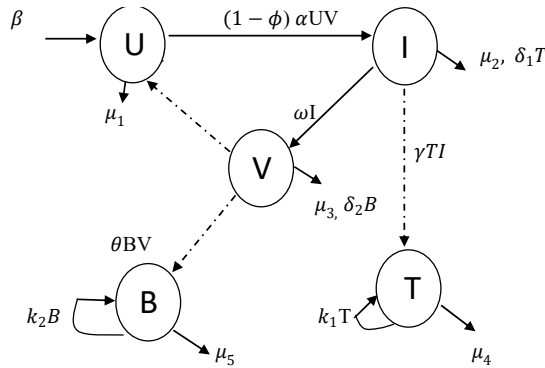 β
U
(1 − ϕ) αUV
I
μ₂, δ₁T
μ₁
ωI
V
γTI
μ₃, δ₂B
θBV
B
T
k₂B
k₁T
μ₅
μ₄